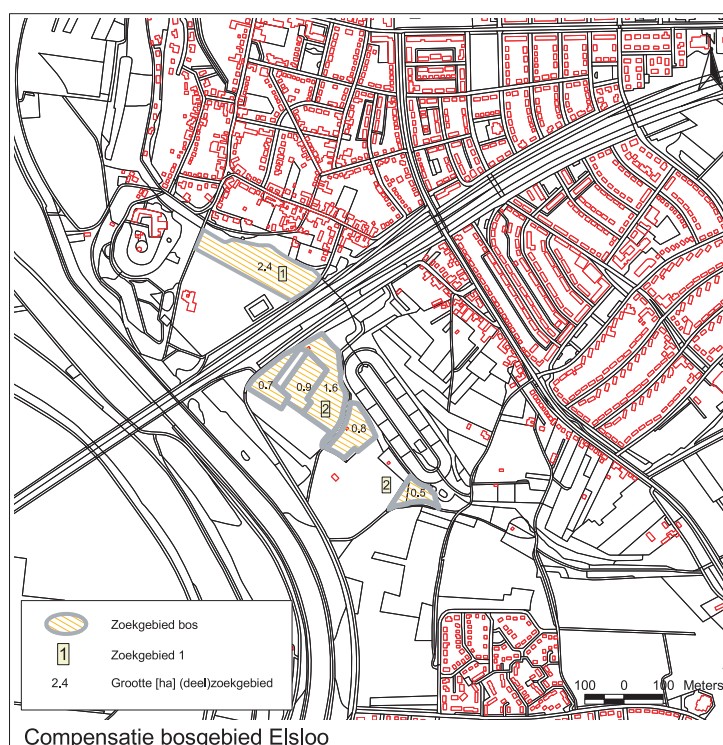 2.4 1
0.7 0.9 1.6
2
0.8
2 0.5
Zoekgebied bos
1 Zoekgebied 1
2,4 Grootte [ha] (deel)zoekgebied
100 0 100 Meters
Compensatie bosgebied Elsloo